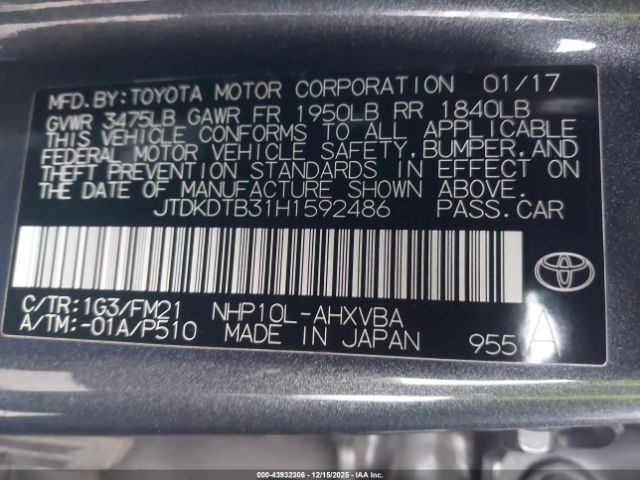 MFD. BY: TOYOTA MOTOR CORPORATION 01/17
GVWR 3475LB GAWR FR 1950LB RR 1840LB
THIS VEHICLE CONFORMS TO ALL APPLICABLE
FEDERAL MOTOR VEHICLE SAFETY, BUMPER, AND
THEFT PREVENTION STANDARDS IN EFFECT ON
THE DATE OF MANUFACTURE SHOWN ABOVE.
JTDKDTB31H1592486 PASS. CAR
C/TR: 1G3/FM21 NHP10L-AHXVBA
A/TM: -01A/P510 MADE IN JAPAN 955 A
000-43932306 - 12/15/2025 - IAA Inc.